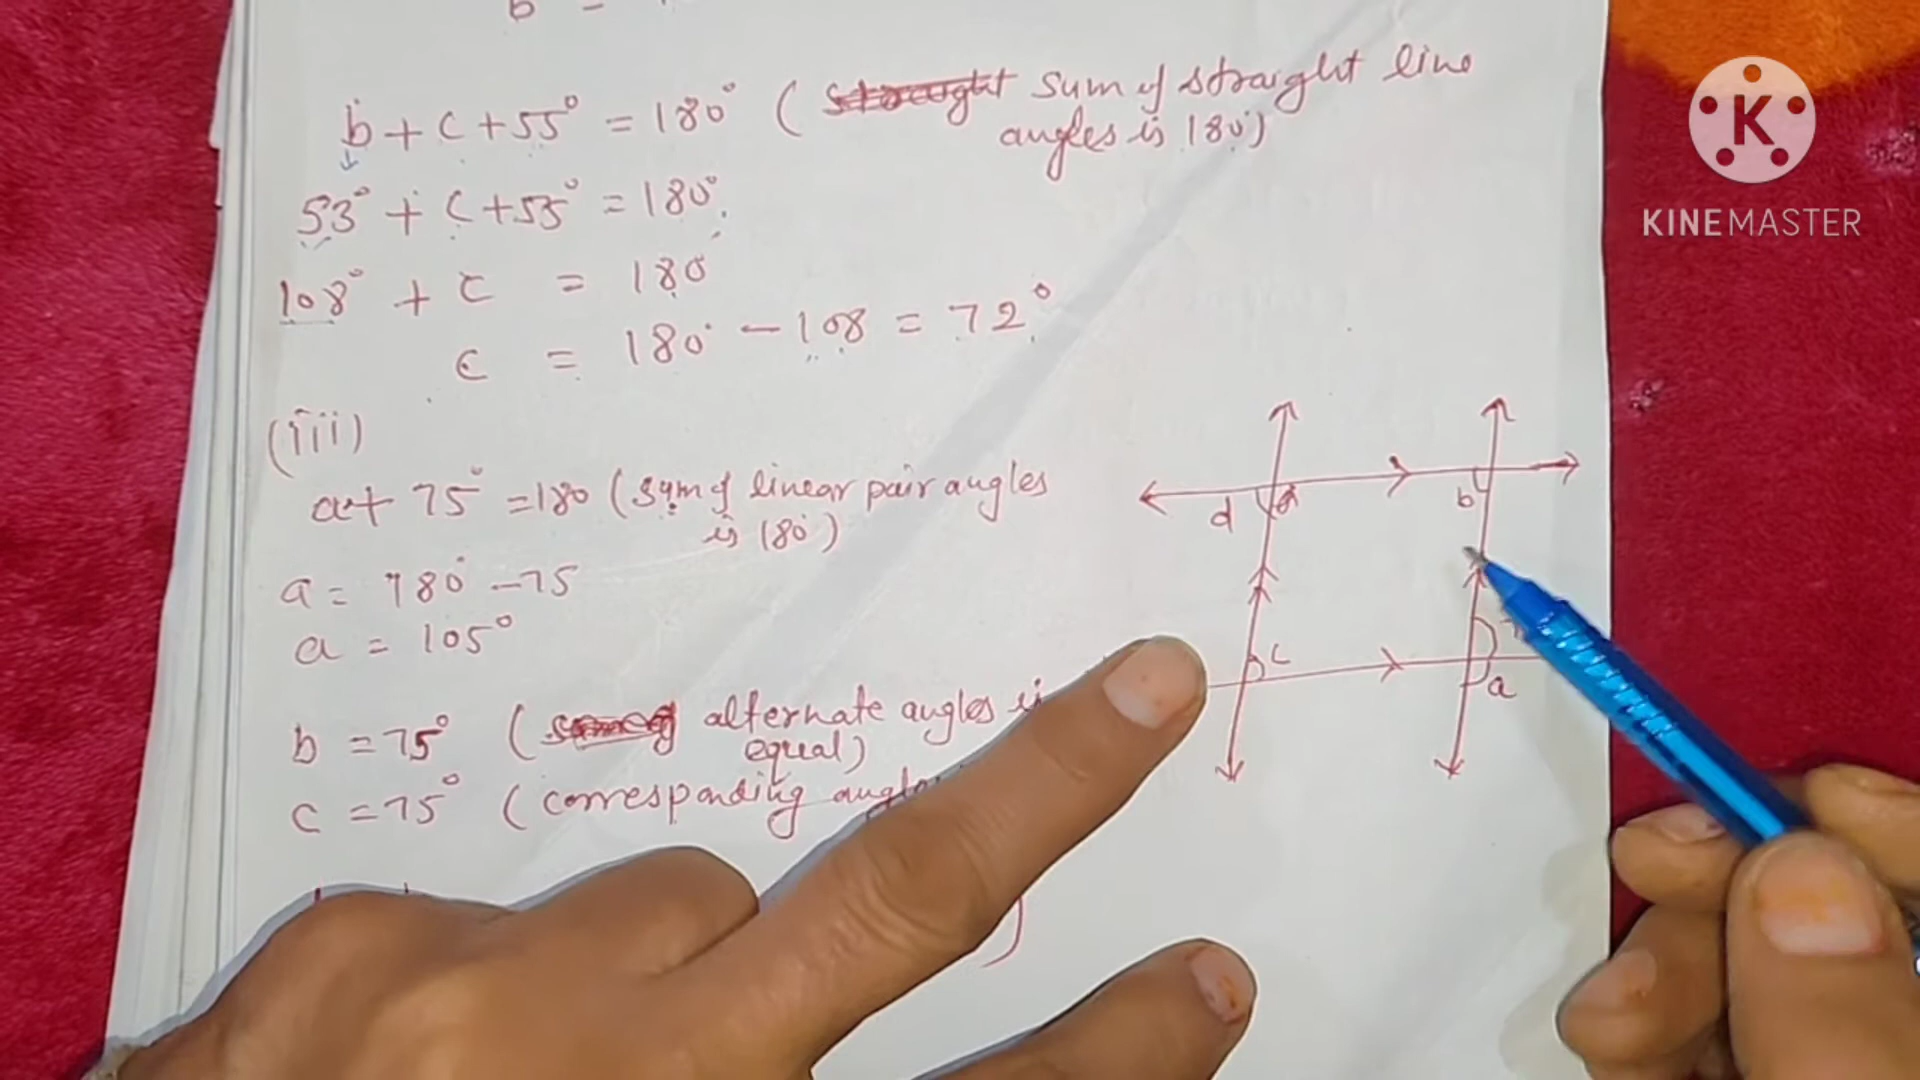 b + c + 55° = 180° ( straight sum of straight line
angles is 180°)
53° + c + 55° = 180°
108° + c = 180
c = 180° - 108 = 72°
(iii)
a + 75° = 180 (sum of linear pair angles
is 180°)
a = 180° - 75
a = 105°
b = 75° ( alternate angles
equal)
c = 75° (corresponding
d
b
c
a
K
KINEMASTER